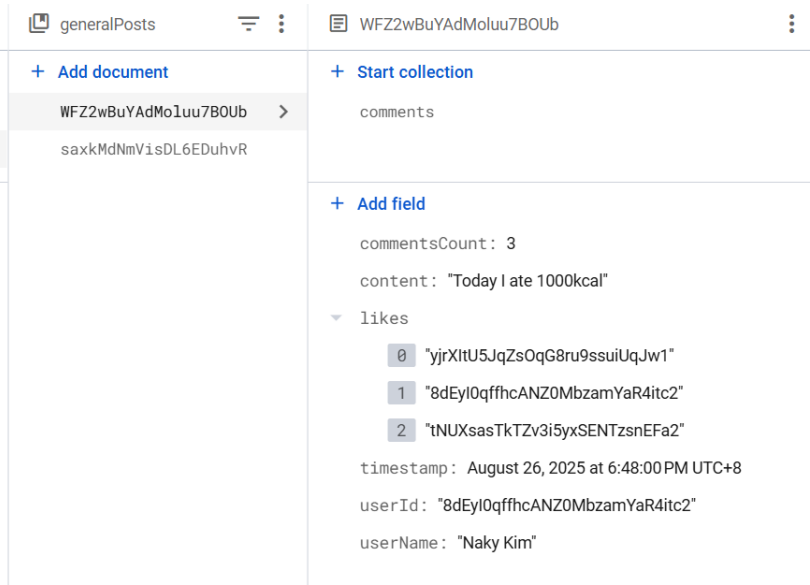 generalPosts
+ Add document
WFZ2wBuYAdMoluu7BOUb
saxkMdNmVisDL6EDuhvR
WFZ2wBuYAdMoluu7BOUb
+ Start collection
comments
+ Add field
commentsCount: 3
content: "Today I ate 1000kcal"
likes
0 "yjrXItU5JqZsOqG8ru9ssuiUqJw1"
1 "8dEyI0qffhcANZ0MbzamYaR4itc2"
2 "tNUXsasTkTZv3i5yxSENTzsnEFa2"
timestamp: August 26, 2025 at 6:48:00 PM UTC+8
userId: "8dEyI0qffhcANZ0MbzamYaR4itc2"
userName: "Naky Kim"